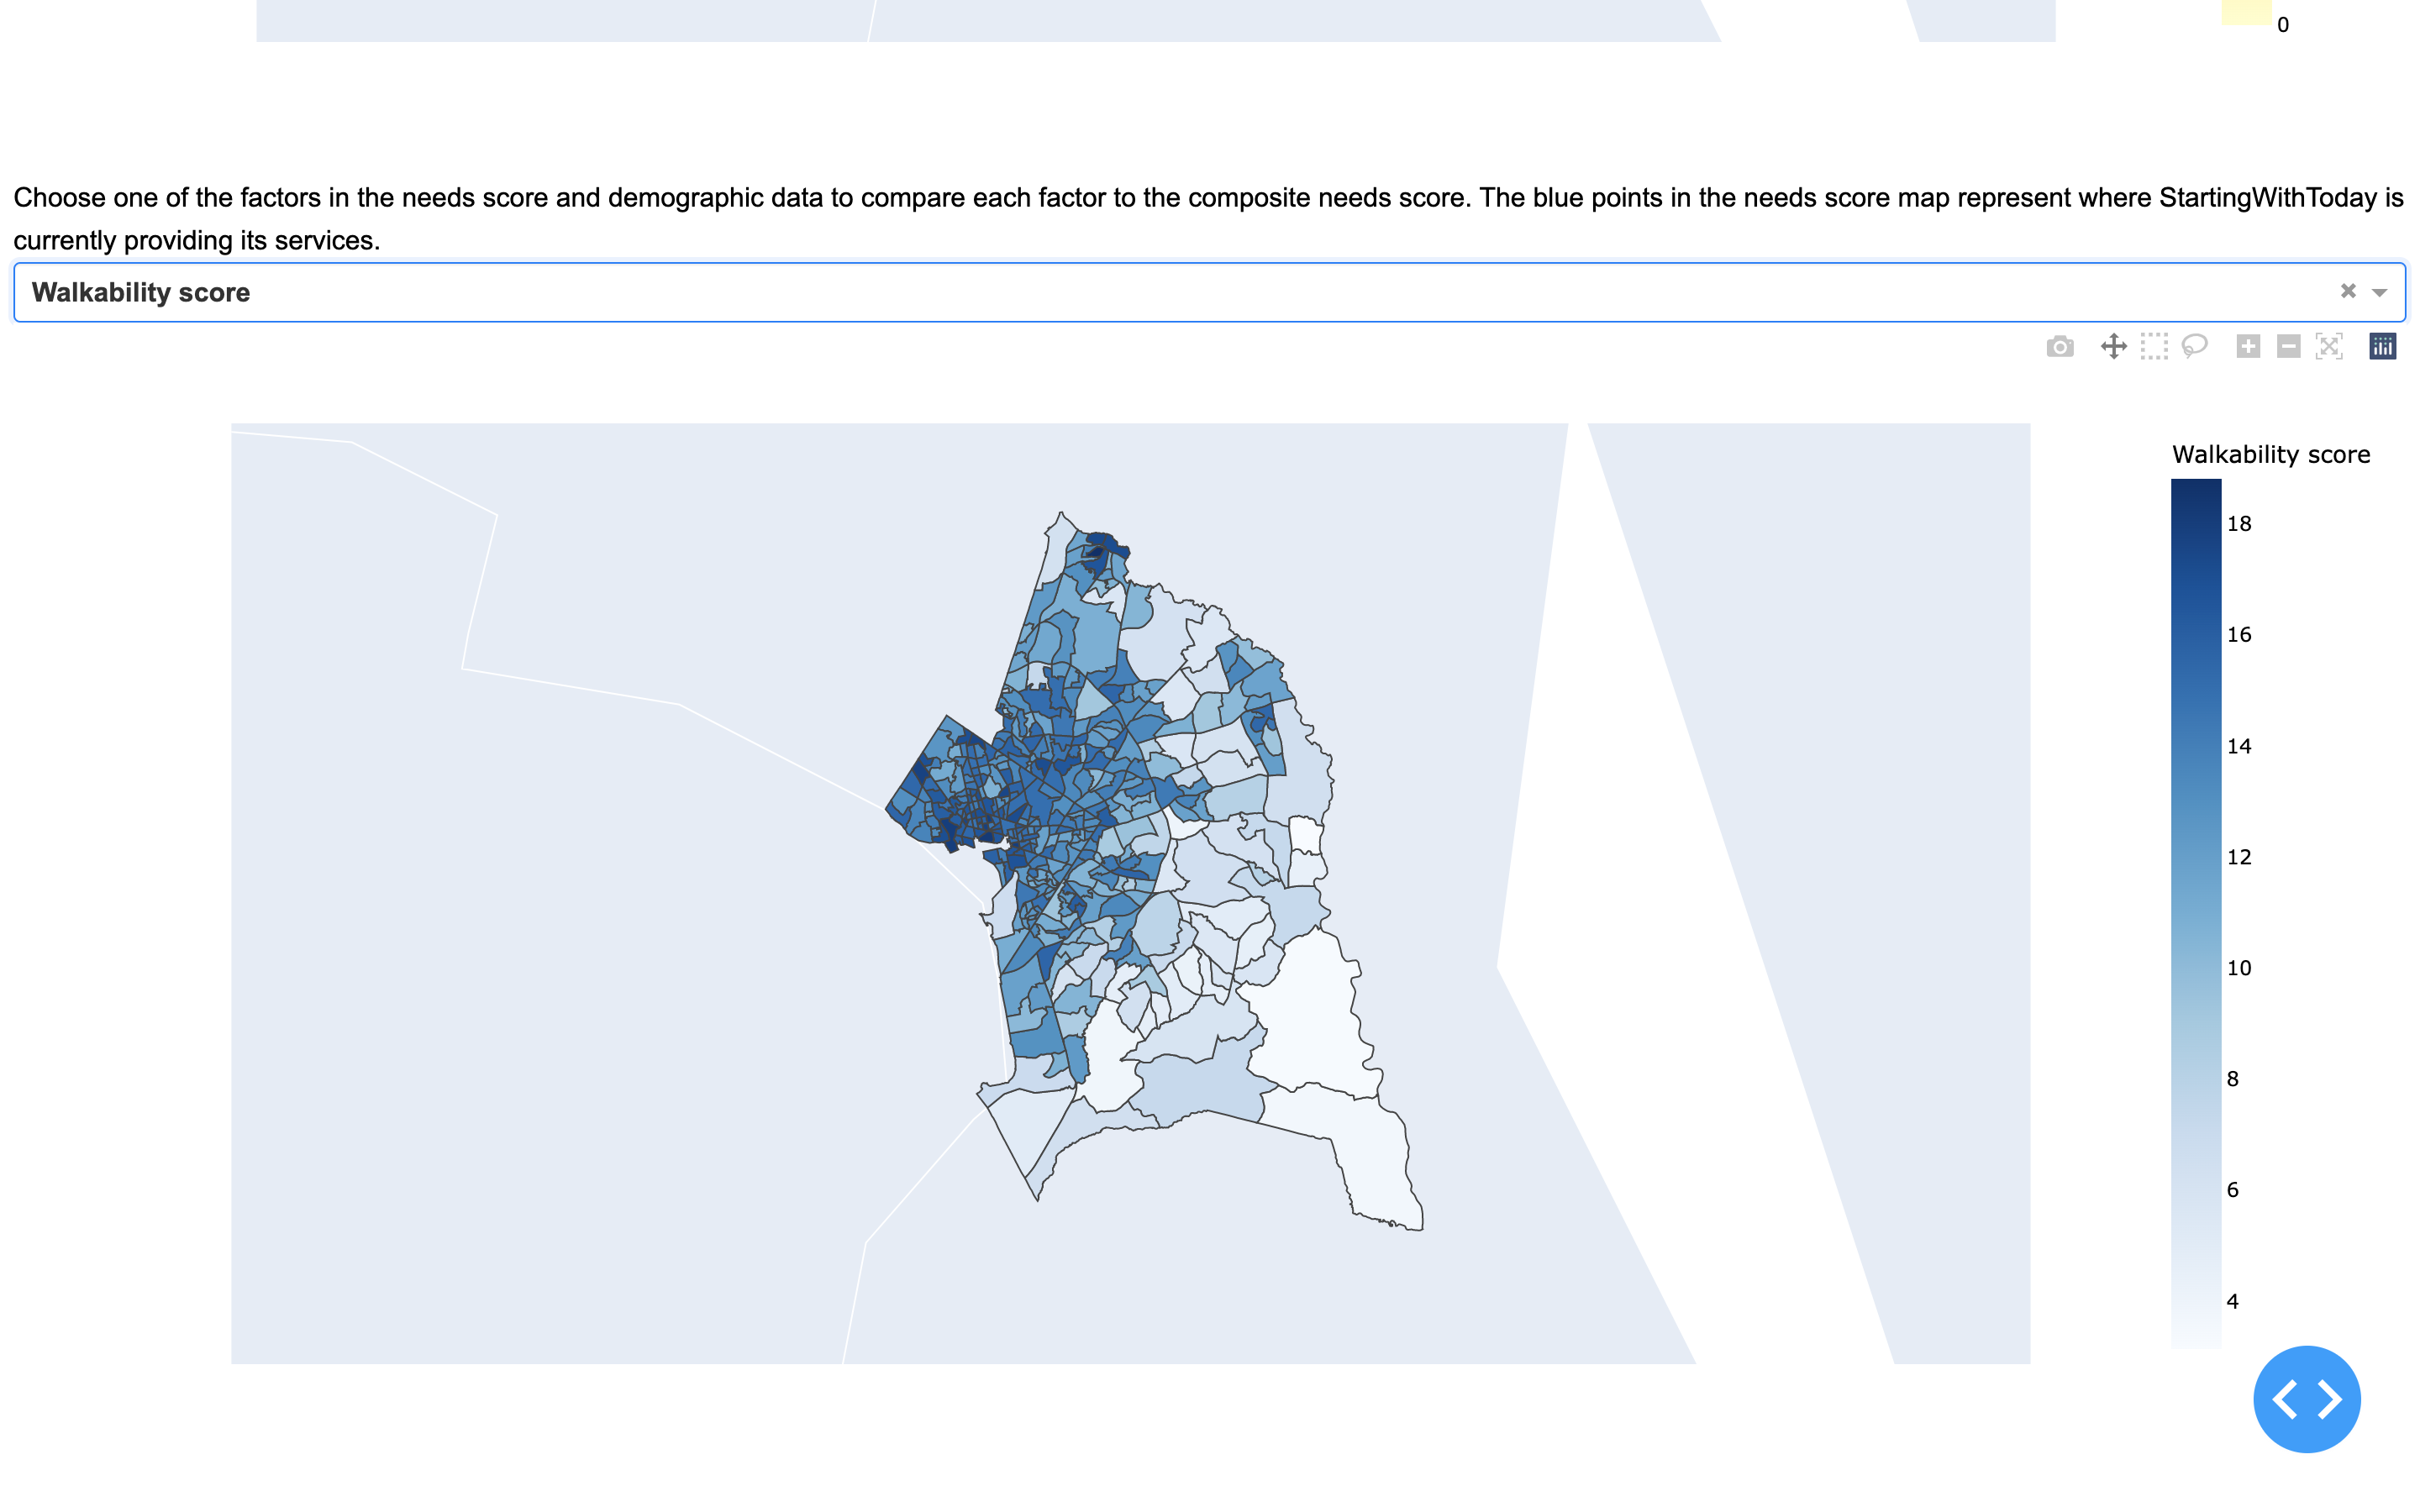 0
Choose one of the factors in the needs score and demographic data to compare each factor to the composite needs score. The blue points in the needs score map represent where StartingWithToday is
currently providing its services.
Walkability score
Walkability score
18
16
14
12
10
8
6
4